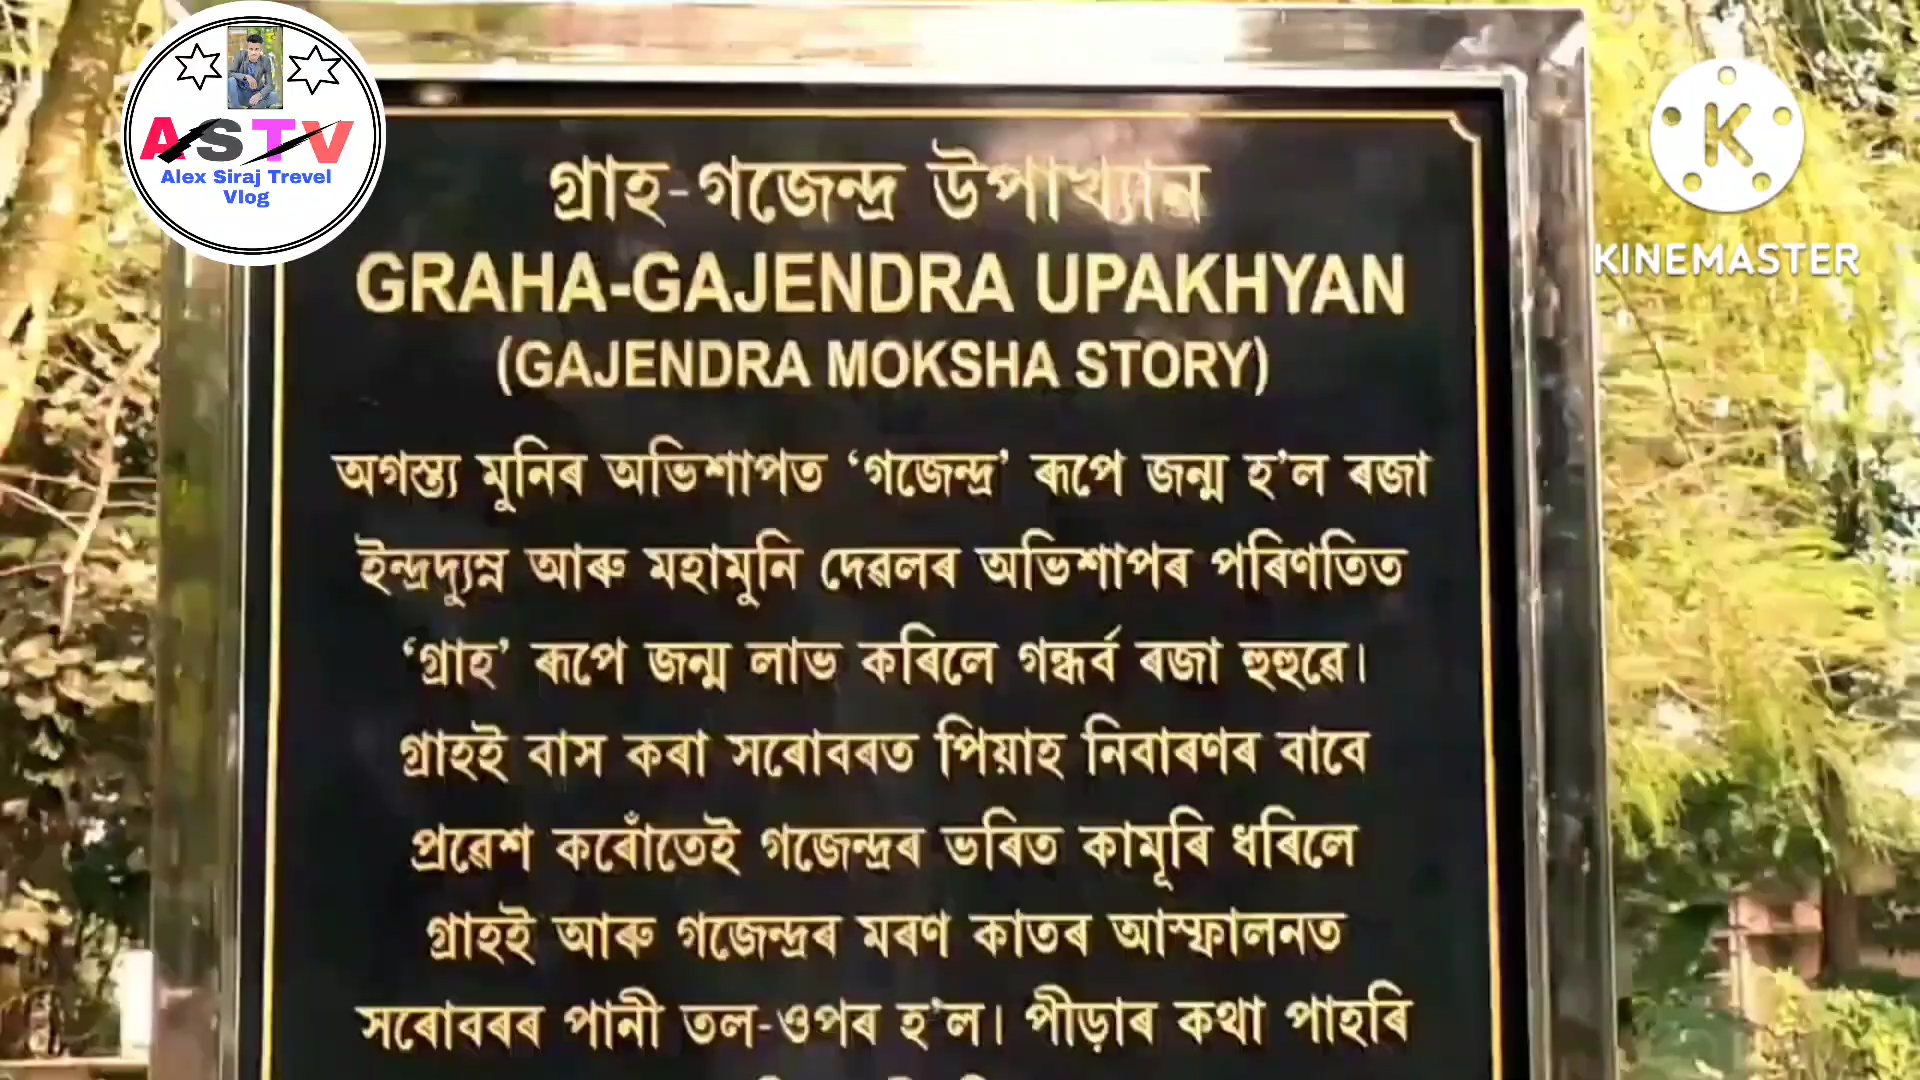 ASTV
Alex Siraj Trevel
Vlog
KINEMASTER
গ্ৰাহ-গজেন্দ্ৰ উপাখ্যান
GRAHA-GAJENDRA UPAKHYAN
(GAJENDRA MOKSHA STORY)
অগস্ত্য মুনিৰ অভিশাপত ‘গজেন্দ্ৰ’ ৰূপে জন্ম হ’ল ৰজা
ইন্দ্ৰদ্যুম্ন আৰু মহামুনি দেৱলৰ অভিশাপৰ পৰিণতিত
‘গ্ৰাহ’ ৰূপে জন্ম লাভ কৰিলে গন্ধৰ্ব ৰজা হুহুৱে।
গ্ৰাহই বাস কৰা সৰোবৰত পিয়াহ নিবাৰণৰ বাবে
প্ৰৱেশ কৰোঁতেই গজেন্দ্ৰৰ ভৰিত কামূৰি ধৰিলে
গ্ৰাহই আৰু গজেন্দ্ৰৰ মৰণ কাতৰ আস্ফালনত
সৰোবৰৰ পানী তল-ওপৰ হ’ল। পীড়াৰ কথা পাহৰি